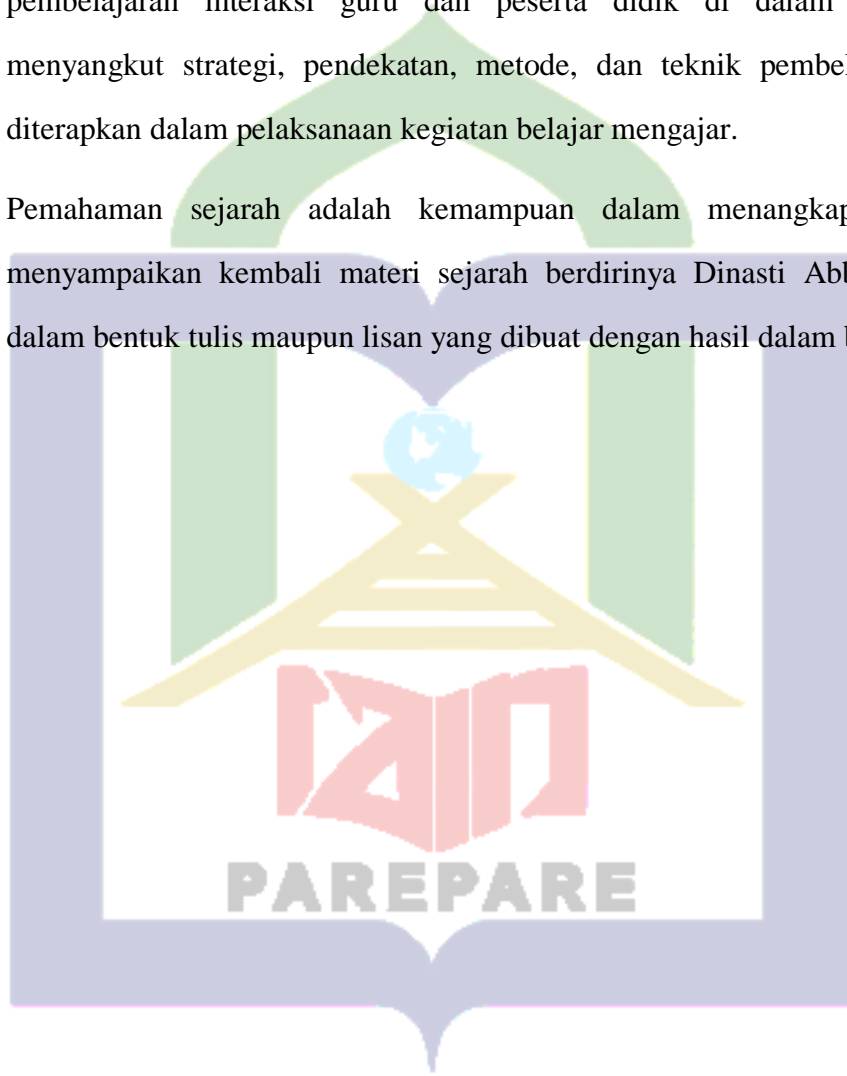 pembelajaran interaksi guru dan peserta didik di dalam
menyangkut strategi, pendekatan, metode, dan teknik
diterapkan dalam pelaksanaan kegiatan belajar mengajar.
Pemahaman sejarah adalah kemampuan dalam menangkap
menyampaikan kembali materi sejarah berdirinya Dinasti
dalam bentuk tulis maupun lisan yang dibuat dengan hasil dalam
iain
PAREPARE